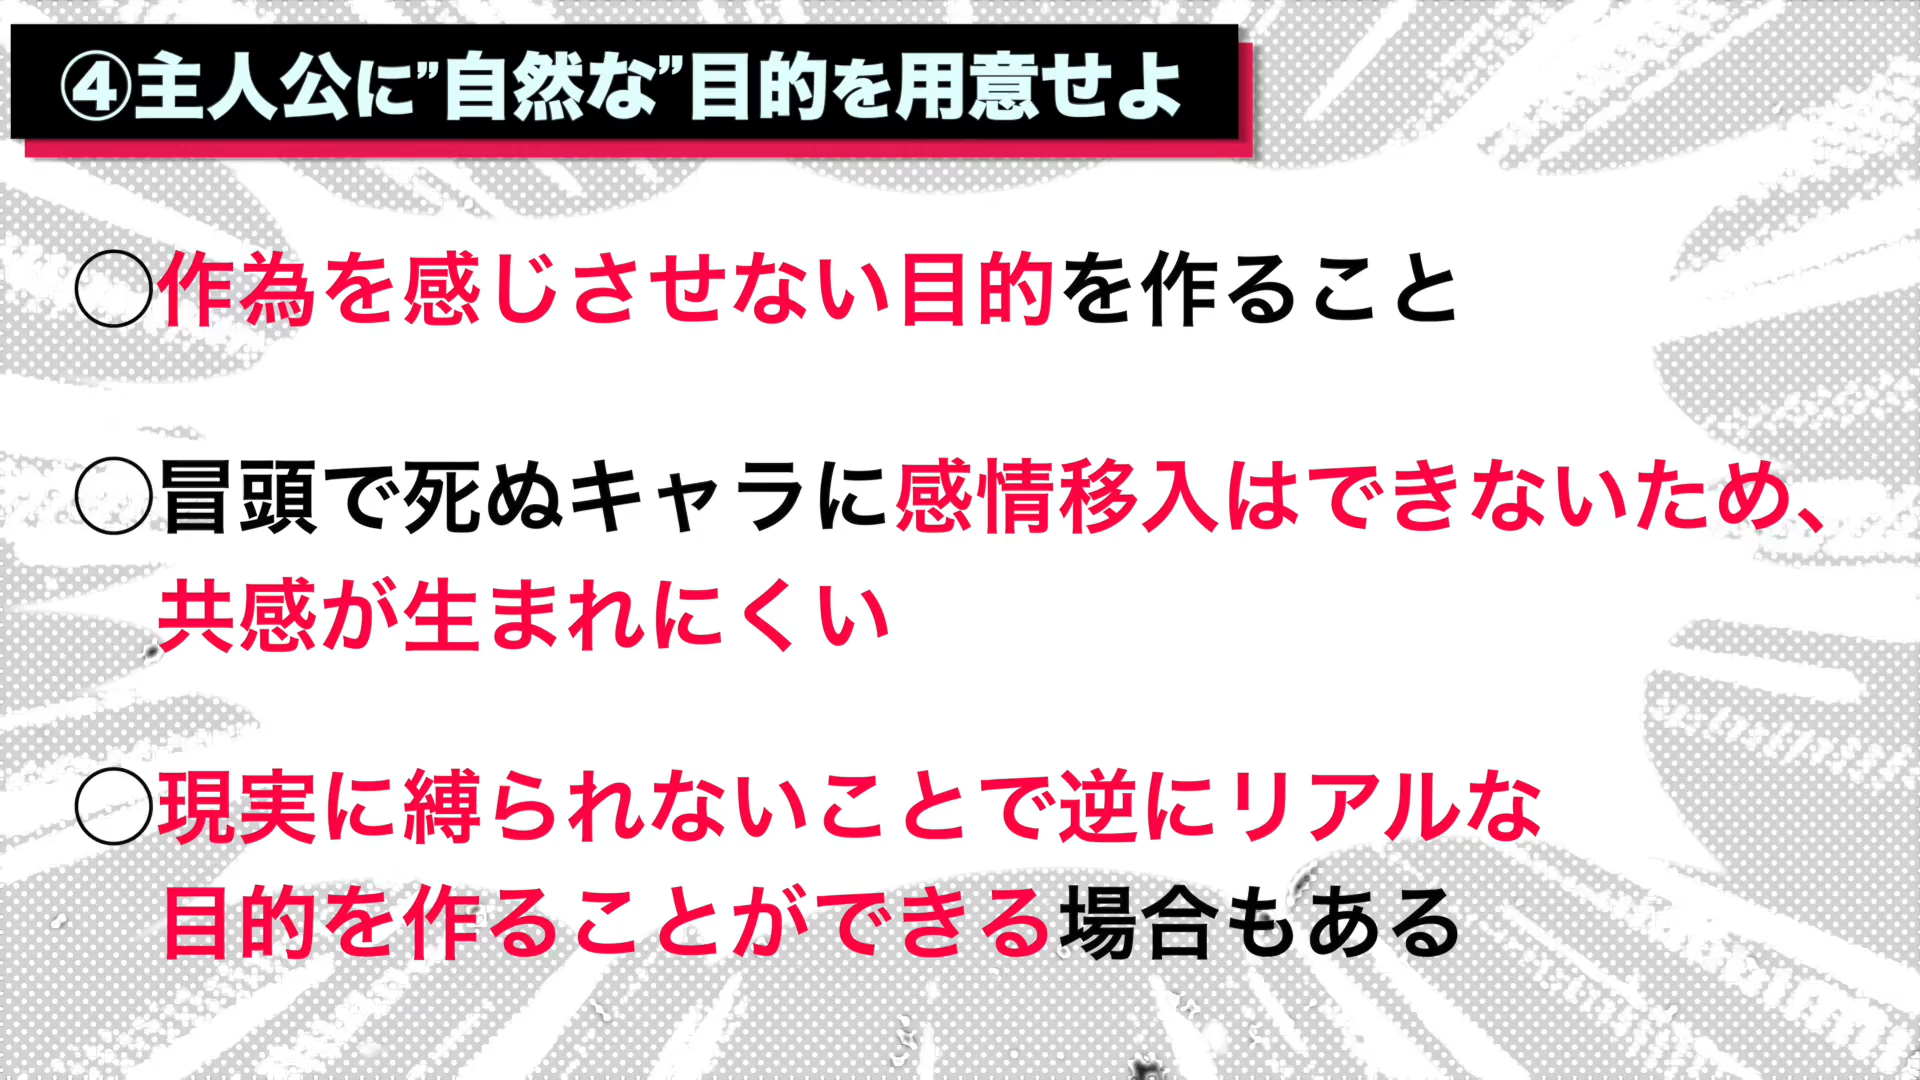 ④主人公に”自然な”目的を用意せよ
○作為を感じさせない目的を作ること
○冒頭で死ぬキャラに感情移入はできないため、
共感が生まれにくい
○現実に縛られないことで逆にリアルな
目的を作ることができる場合もある